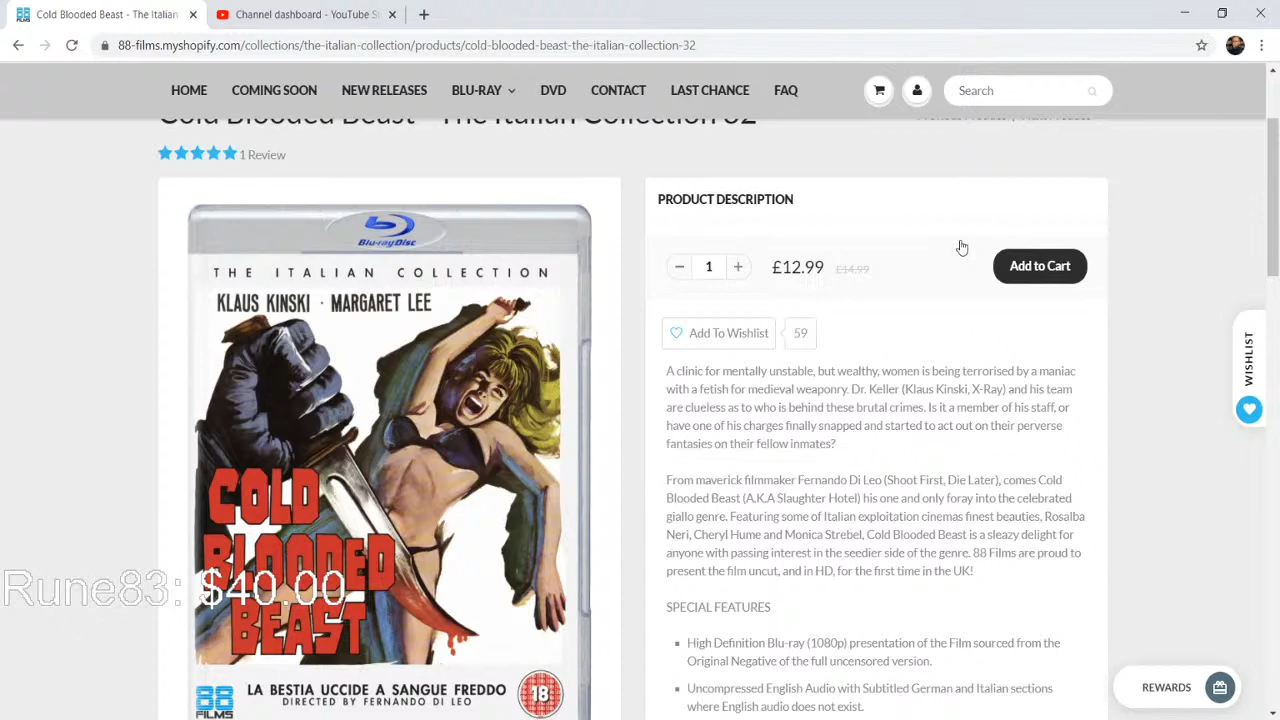 Cold Blooded Beast - The Italian
Channel dashboard - YouTube St
88-films.myshopify.com/collections/the-italian-collection/products/cold-blooded-beast-the-italian-collection-32
HOME COMING SOON NEW RELEASES BLU-RAY DVD CONTACT LAST CHANCE FAQ
Search
Cold Blooded Beast - The Italian Collection 32
1 Review
Blu-ray Disc
THE ITALIAN COLLECTION
KLAUS KINSKI · MARGARET LEE
COLD
BLOODED
BEAST
LA BESTIA UCCIDE A SANGUE FREDDO
DIRECTED BY FERNANDO DI LEO
88
FILMS
18
Rune83: $40.00
PRODUCT DESCRIPTION
1 £12.99 £14.99 Add to Cart
Add To Wishlist 59
A clinic for mentally unstable, but wealthy, women is being terrorised by a maniac
with a fetish for medieval weaponry. Dr. Keller (Klaus Kinski, X-Ray) and his team
are clueless as to who is behind these brutal crimes. Is it a member of his staff, or
have one of his charges finally snapped and started to act out on their perverse
fantasies on their fellow inmates?
From maverick filmmaker Fernando Di Leo (Shoot First, Die Later), comes Cold
Blooded Beast (A.K.A Slaughter Hotel) his one and only foray into the celebrated
giallo genre. Featuring some of Italian exploitation cinemas finest beauties, Rosalba
Neri, Cheryl Hume and Monica Strebel, Cold Blooded Beast is a sleazy delight for
anyone with passing interest in the seedier side of the genre. 88 Films are proud to
present the film uncut, and in HD, for the first time in the UK!
SPECIAL FEATURES
High Definition Blu-ray (1080p) presentation of the Film sourced from the
Original Negative of the full uncensored version.
Uncompressed English Audio with Subtitled German and Italian sections
where English audio does not exist.
WISHLIST
REWARDS